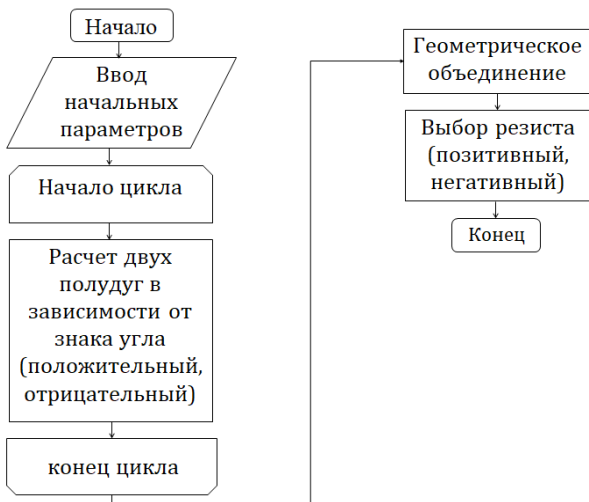 Начало
Ввод
начальных
параметров
Начало цикла
Расчет двух
полудуг в
зависимости от
знака угла
(положительный,
отрицательный)
конец цикла
Геометрическое
объединение
Выбор резиста
(позитивный,
негативный)
Конец